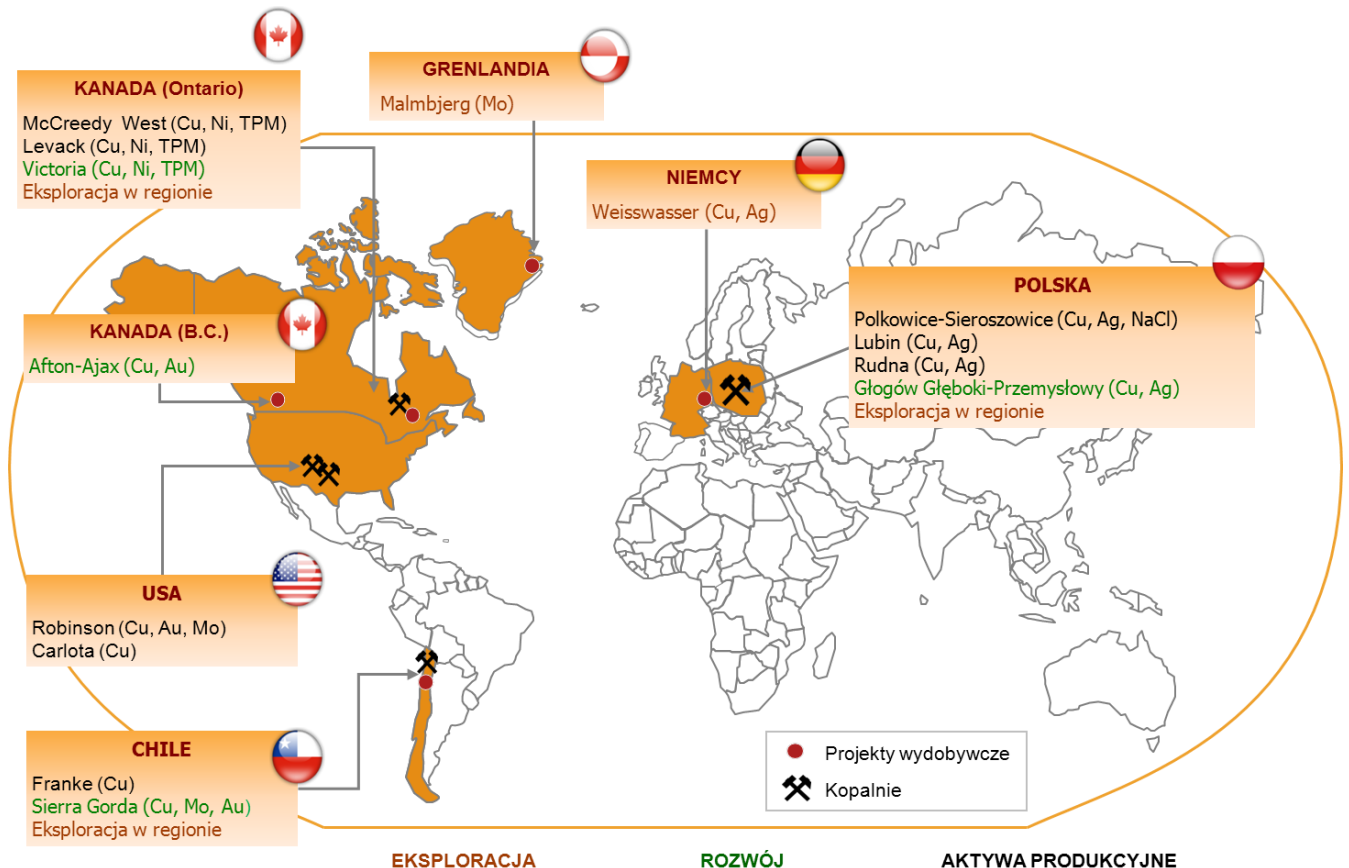 KANADA (Ontario)
McCreedy West (Cu, Ni, TPM)
Levack (Cu, Ni, TPM)
Victoria (Cu, Ni, TPM)
Eksploracja w regionie
GRENLANDIA
Malmbjerg (Mo)
NIEMCY
Weisswasser (Cu, Ag)
POLSKA
Polkowice-Sieroszowice (Cu, Ag, NaCl)
Lubin (Cu, Ag)
Rudna (Cu, Ag)
Głogów Głęboki-Przemysłowy (Cu, Ag)
Eksploracja w regionie
KANADA (B.C.)
Afton-Ajax (Cu, Au)
USA
Robinson (Cu, Au, Mo)
Carlota (Cu)
CHILE
Franke (Cu)
Sierra Gorda (Cu, Mo, Au)
Eksploracja w regionie
Projekty wydobywcze
Kopalnie
EKSPLORACJA ROZWÓJ AKTYWA PRODUKCYJNE